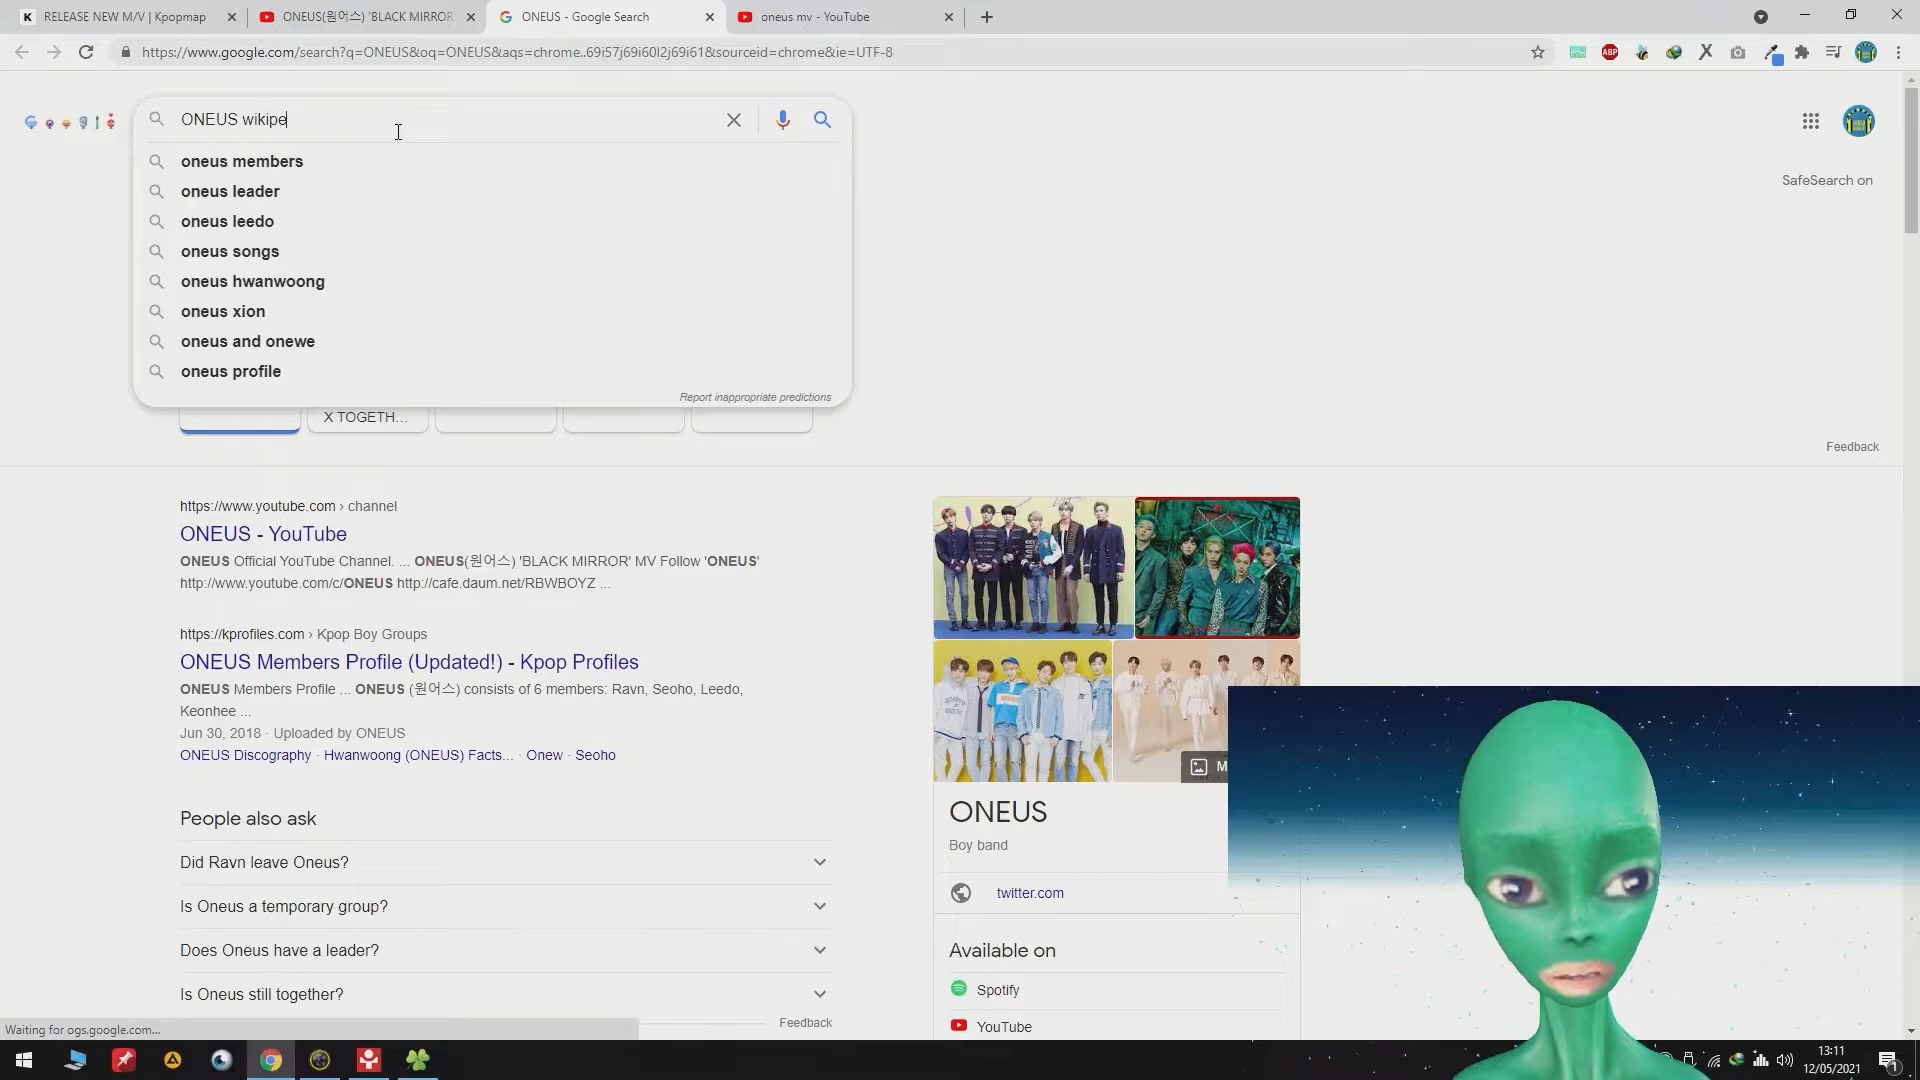 RELEASE NEW M/V | Kpopmap
ONEUS(원어스) 'BLACK MIRROR'
ONEUS - Google Search
oneus mv - YouTube
https://www.google.com/search?q=ONEUS&oq=ONEUS&aqs=chrome..69i57j69i60l2j69i61&sourceid=chrome&ie=UTF-8
ABP
ONEUS wikipe
oneus members
oneus leader
oneus leedo
oneus songs
oneus hwanwoong
oneus xion
oneus and onewe
oneus profile
Report inappropriate predictions
SafeSearch on
X TOGETH...
Feedback
https://www.youtube.com › channel
ONEUS - YouTube
ONEUS Official YouTube Channel. ... ONEUS(원어스) 'BLACK MIRROR' MV Follow 'ONEUS'
http://www.youtube.com/c/ONEUS http://cafe.daum.net/RBWBOYZ ...
https://kprofiles.com › Kpop Boy Groups
ONEUS Members Profile (Updated!) - Kpop Profiles
ONEUS Members Profile ... ONEUS (원어스) consists of 6 members: Ravn, Seoho, Leedo,
Keonhee ...
Jun 30, 2018 · Uploaded by ONEUS
ONEUS Discography · Hwanwoong (ONEUS) Facts... · Onew · Seoho
People also ask
Did Ravn leave Oneus?
Is Oneus a temporary group?
Does Oneus have a leader?
Is Oneus still together?
Feedback
M
ONEUS
Boy band
twitter.com
Available on
Spotify
YouTube
Waiting for ogs.google.com...
13:11
12/05/2021
1